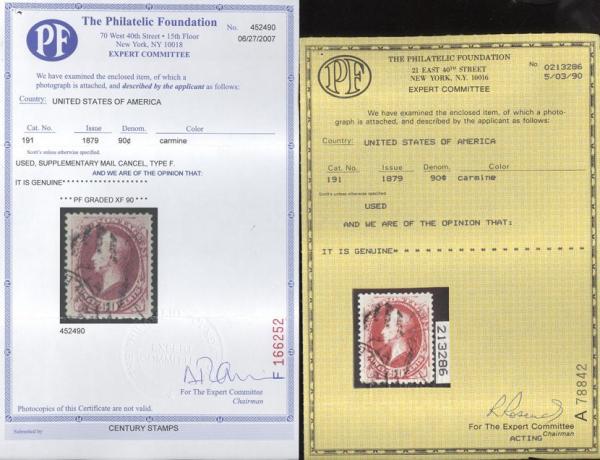 PF
The Philatelic Foundation
70 West 40th Street • 15th Floor
New York, NY 10018
EXPERT COMMITTEE
No. 452490
06/27/2007
We have examined the enclosed item, of which a
photograph is attached, and described by the applicant as follows:
Country: UNITED STATES OF AMERICA
Cat. No. Issue Denom. Color
191 1879 90¢ carmine
Scott's unless otherwise specified.
USED, SUPPLEMENTARY MAIL CANCEL, TYPE F.
AND WE ARE OF THE OPINION THAT:
IT IS GENUINE* * * * * * * * * * * * * * * * * *
* * * PF GRADED XF 90 * * *
452490
F 166252
For The Expert Committee
Chairman
Photocopies of this Certificate are not valid.
Submitted by CENTURY STAMPS
PF
THE PHILATELIC FOUNDATION
21 EAST 40TH STREET
NEW YORK, N.Y. 10016
EXPERT COMMITTEE
No. 0213286
5/03/90
We have examined the enclosed item, of which a photo-
graph is attached, and described by the applicant as follows:
Country: UNITED STATES OF AMERICA
Cat. No. Issue Denom. Color
191 1879 90¢ carmine
Scott's unless otherwise specified.
USED
AND WE ARE OF THE OPINION THAT:
IT IS GENUINE* * * * * * * * * * * * * * * * * *
213286
A 78842
For The Expert Committee
Chairman
ACTING